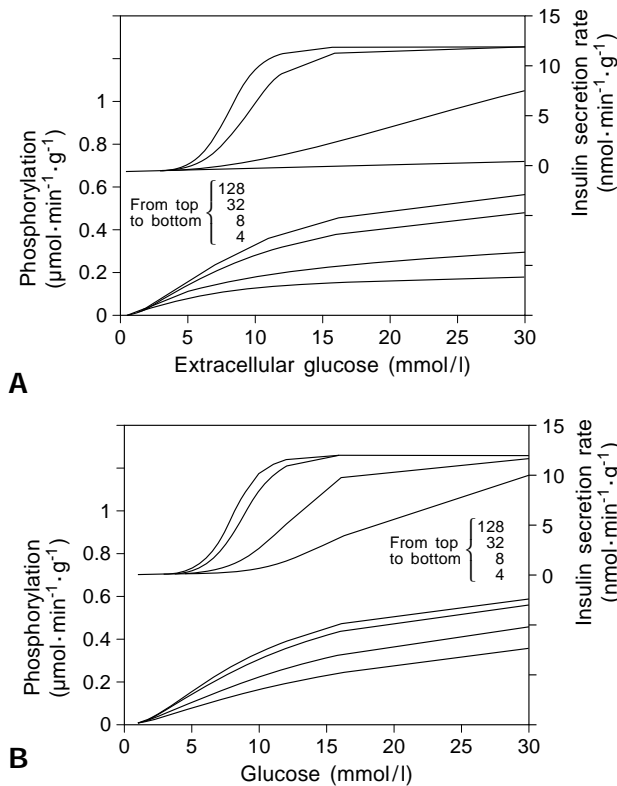 15
10
5
0
Insulin secretion rate
(nmol·min⁻¹·g⁻¹)
1
0.8
0.6
0.4
0.2
0
Phosphorylation
(µmol·min⁻¹·g⁻¹)
From top
to bottom
128
32
8
4
0 5 10 15 20 25 30
Extracellular glucose (mmol/l)
A
15
10
5
0
Insulin secretion rate
(nmol·min⁻¹·g⁻¹)
1
0.8
0.6
0.4
0.2
0
Phosphorylation
(µmol·min⁻¹·g⁻¹)
From top
to bottom
128
32
8
4
0 5 10 15 20 25 30
Glucose (mmol/l)
B